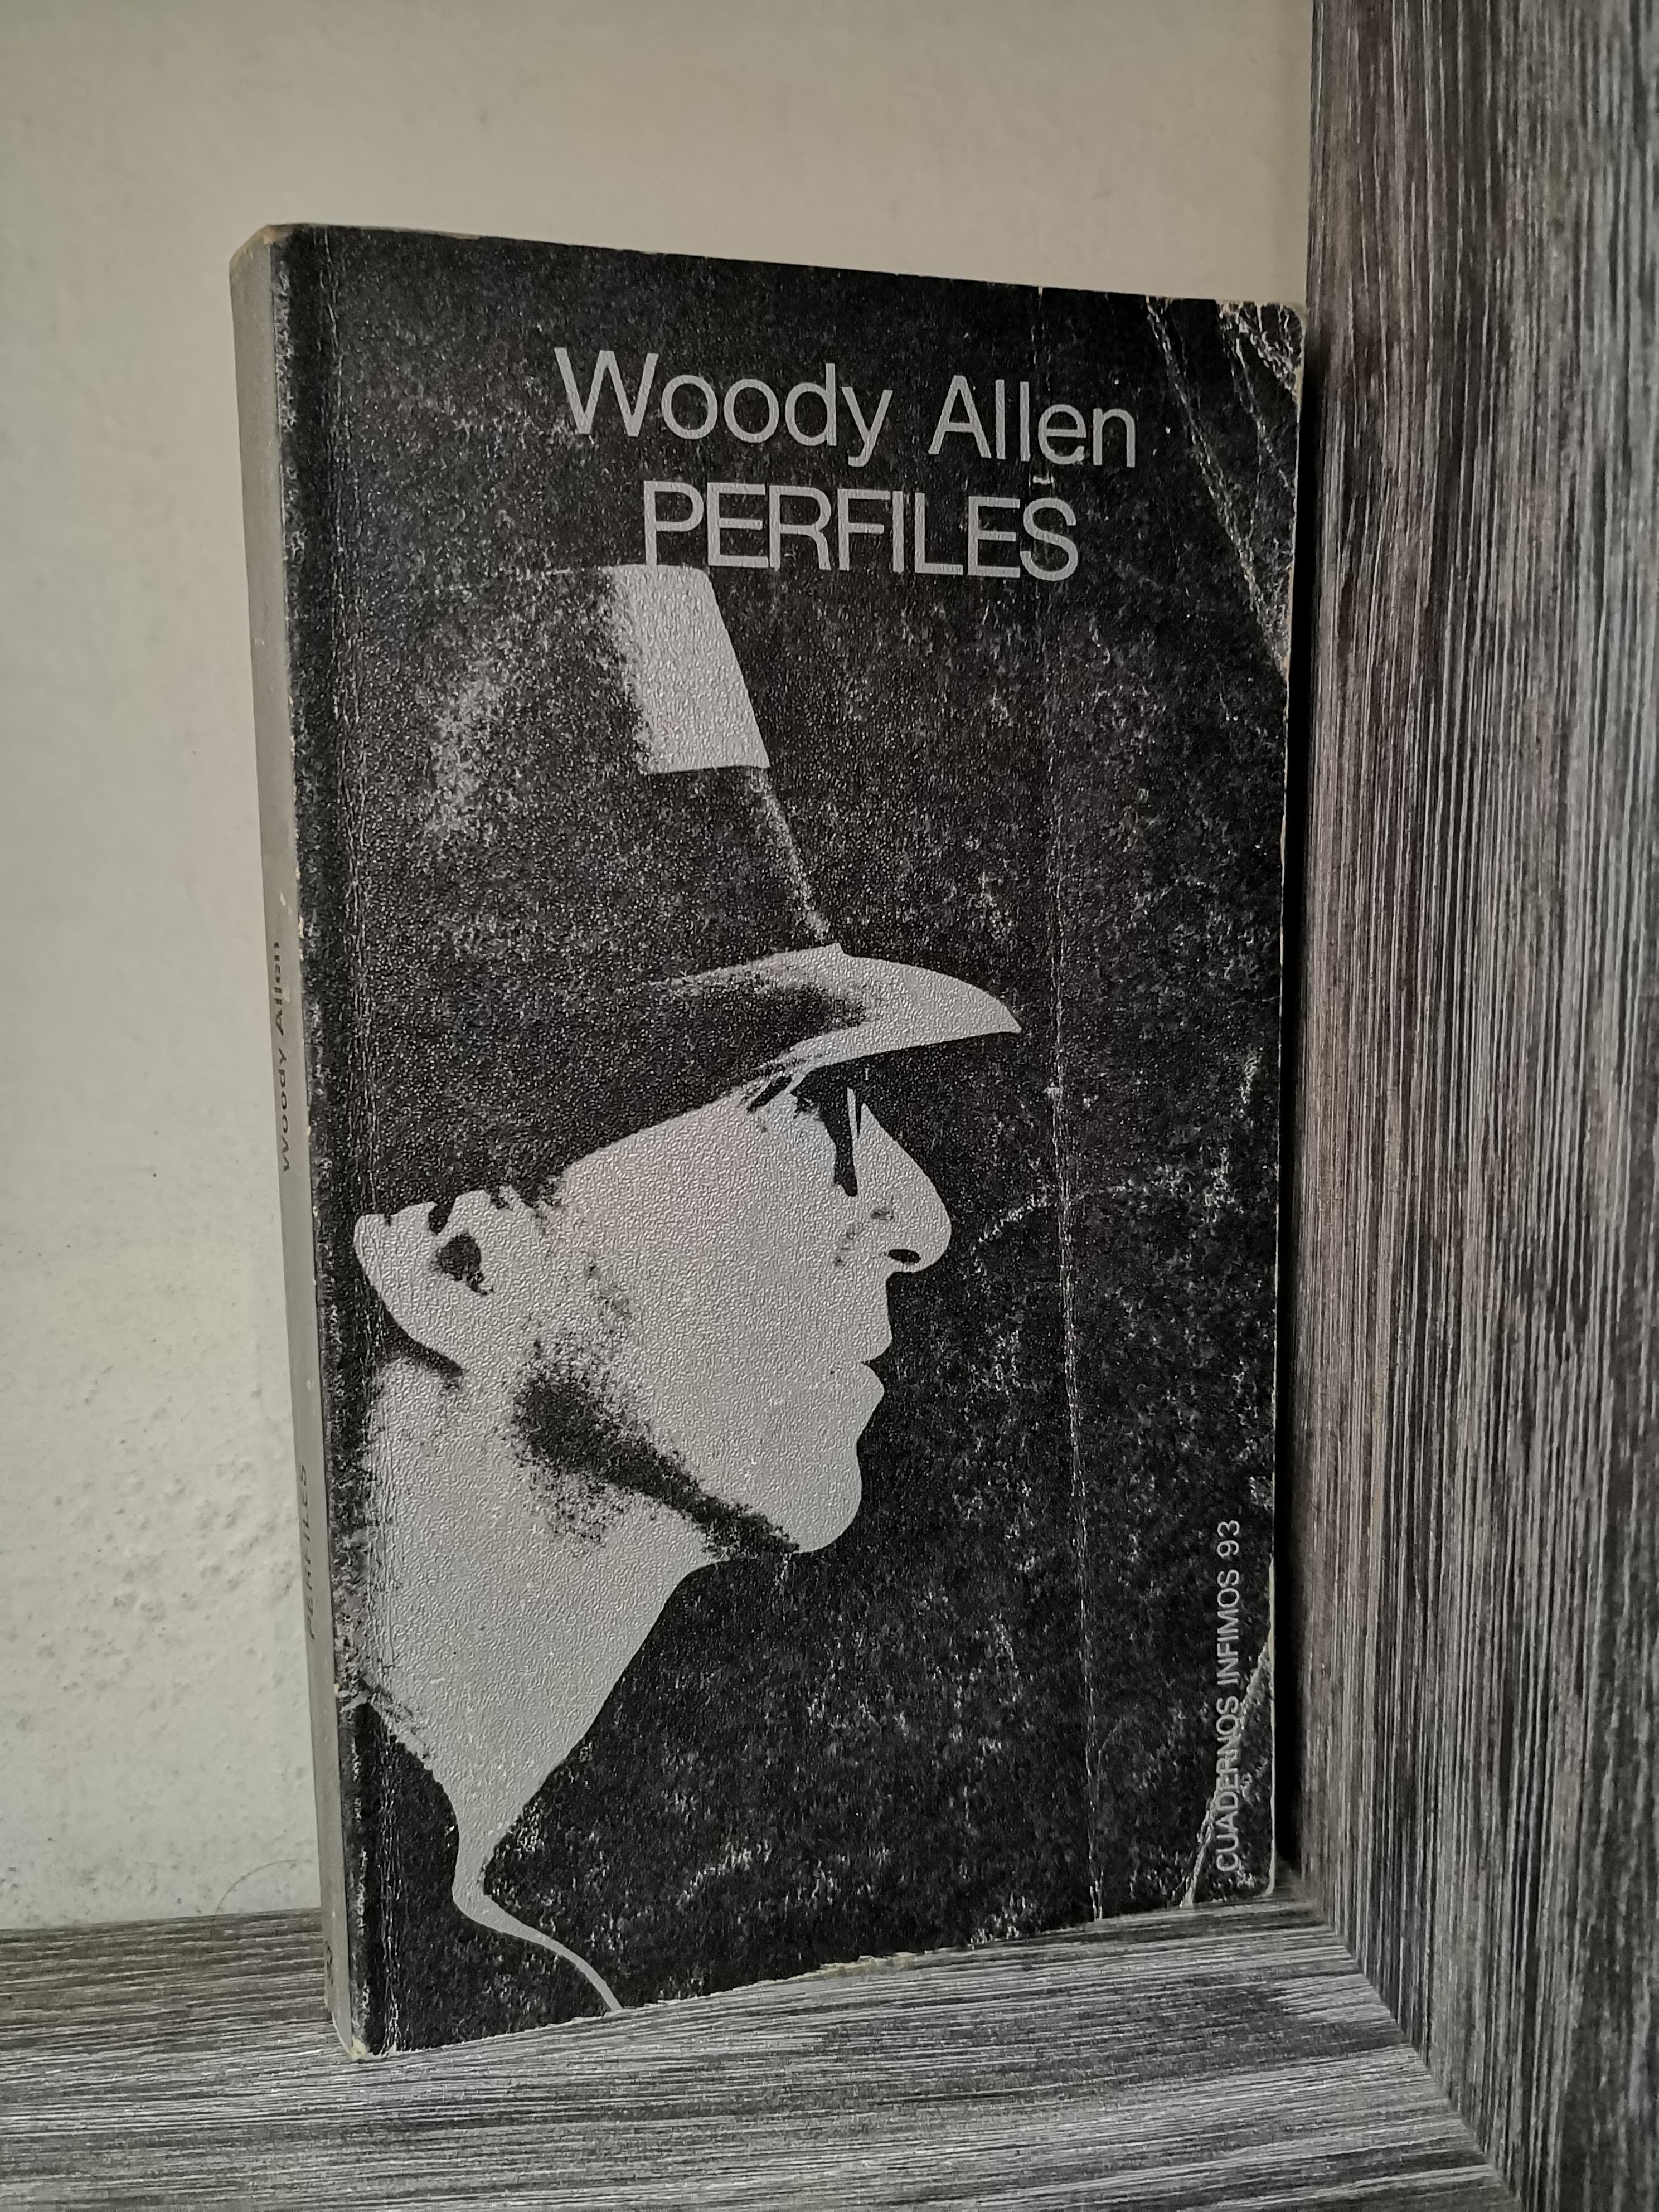 Woody Allen
PERFILES
CUADERNOS INFIMOS 93
Woody Allen
PERFILES